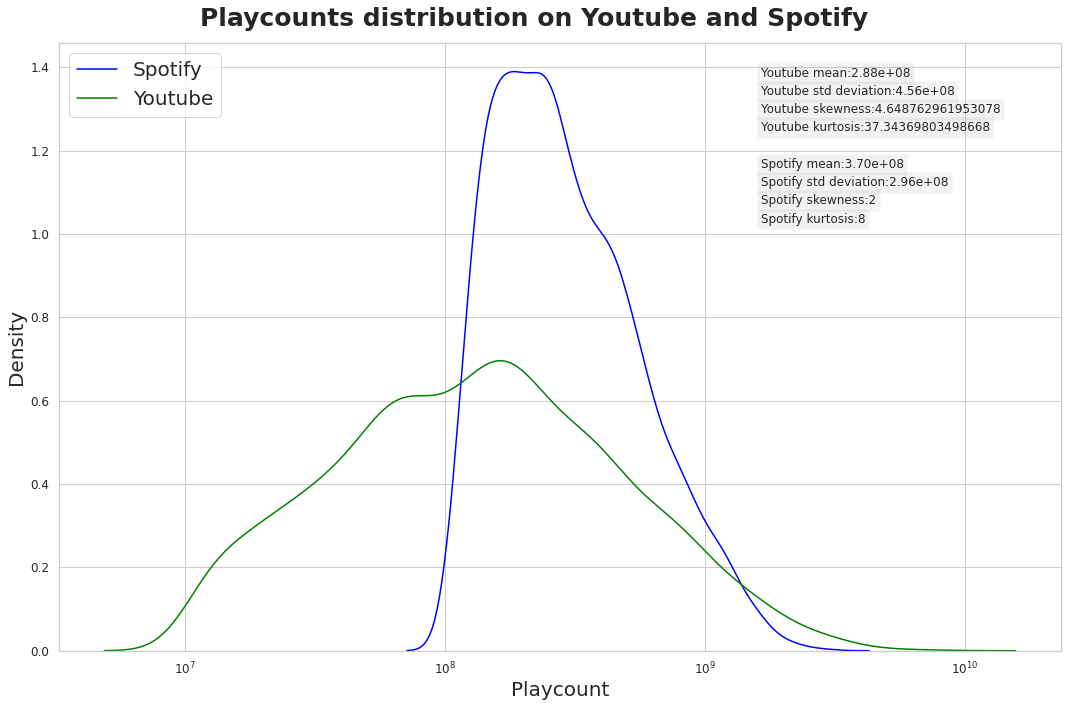 Playcounts distribution on Youtube and Spotify
Spotify
Youtube
Youtube mean:2.88e+08
Youtube std deviation:4.56e+08
Youtube skewness:4.648762961953078
Youtube kurtosis:37.34369803498668
Spotify mean:3.70e+08
Spotify std deviation:2.96e+08
Spotify skewness:2
Spotify kurtosis:8
Density
1.4
1.2
1.0
0.8
0.6
0.4
0.2
0.0
10⁷
10⁸
10⁹
10¹⁰
Playcount